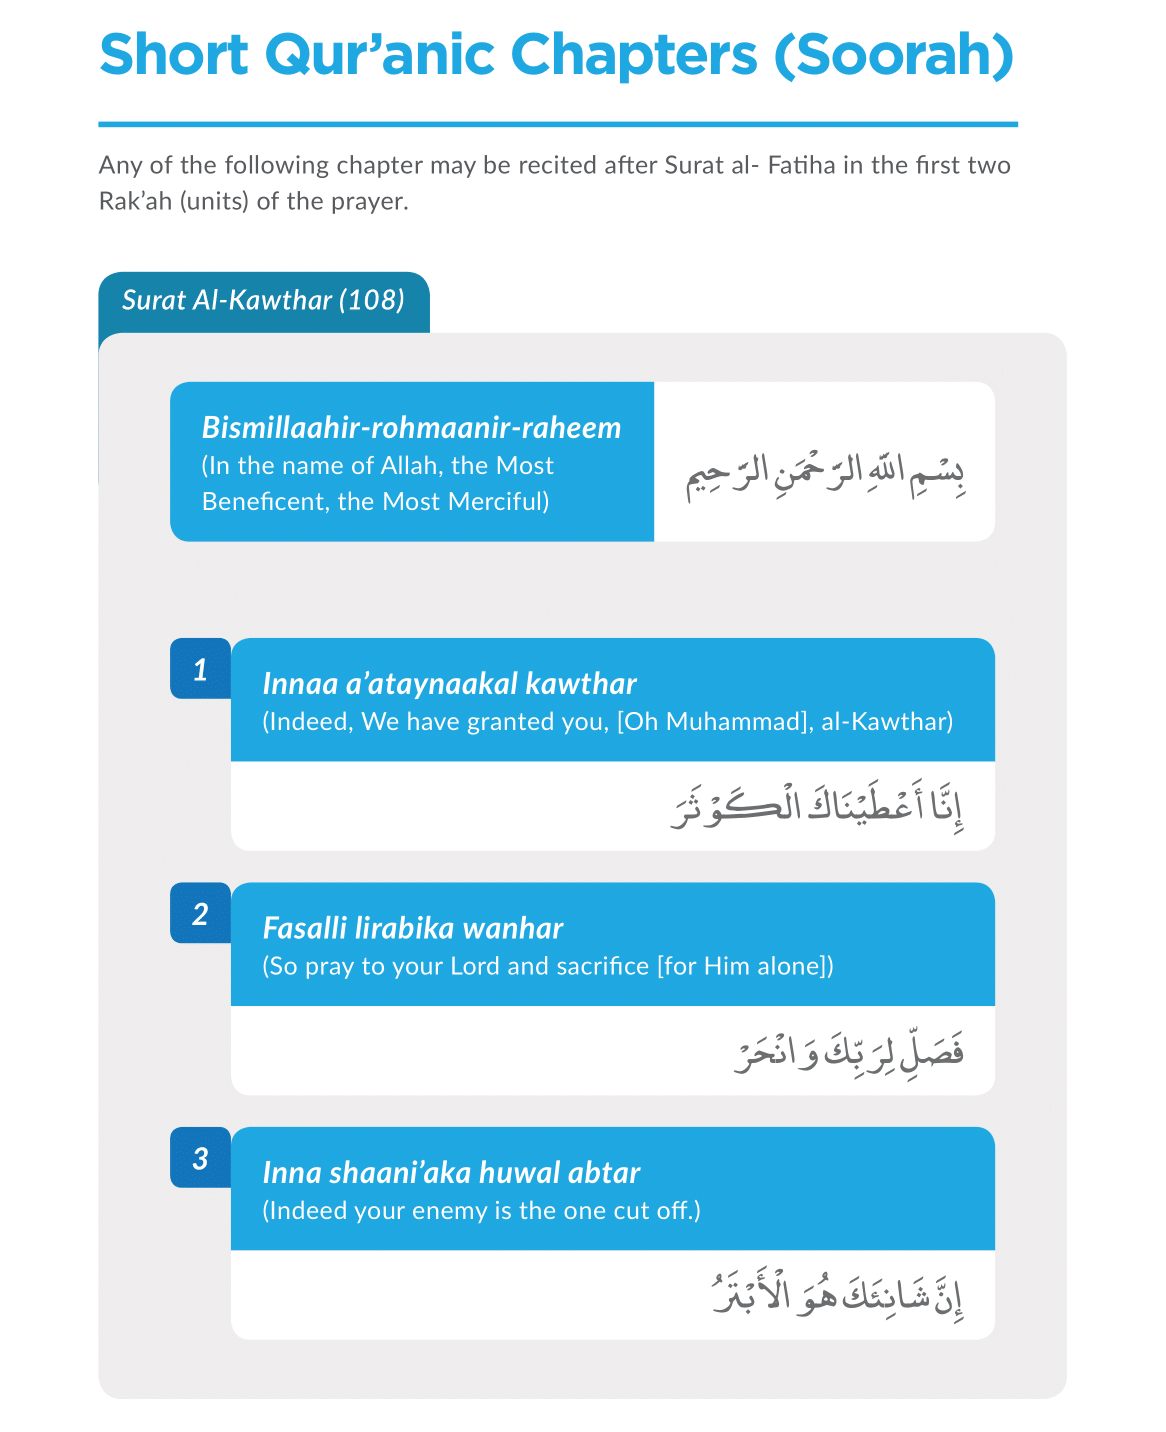 Short Qur’anic Chapters (Soorah)
Any of the following chapter may be recited after Surat al- Fatiha in the first two
Rak’ah (units) of the prayer.
Surat Al-Kawthar (108)
Bismillaahir-rohmaanir-raheem
(In the name of Allah, the Most
Beneficent, the Most Merciful)
بِسْمِ اللّٰهِ الرَّحْمَنِ الرَّحِيمِ
1
Innaa a’ataynaakal kawthar
(Indeed, We have granted you, [Oh Muhammad], al-Kawthar)
إِنَّا أَعْطَيْنَاكَ الْكَوْثَرَ
2
Fasalli lirabika wanhar
(So pray to your Lord and sacrifice [for Him alone])
فَصَلِّ لِرَبِّكَ وَانْحَرْ
3
Inna shaani’aka huwal abtar
(Indeed your enemy is the one cut off.)
إِنَّ شَانِئَكَ هُوَ الْأَبْتَرُ